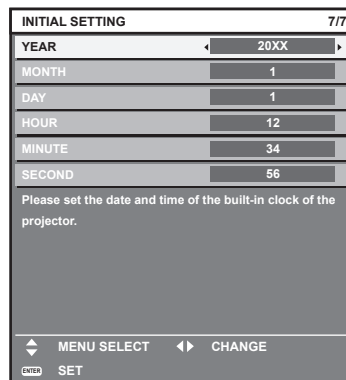 INITIAL SETTING 7/7
YEAR 20XX
MONTH 1
DAY 1
HOUR 12
MINUTE 34
SECOND 56
Please set the date and time of the built-in clock of the
projector.
MENU SELECT CHANGE
ENTER SET